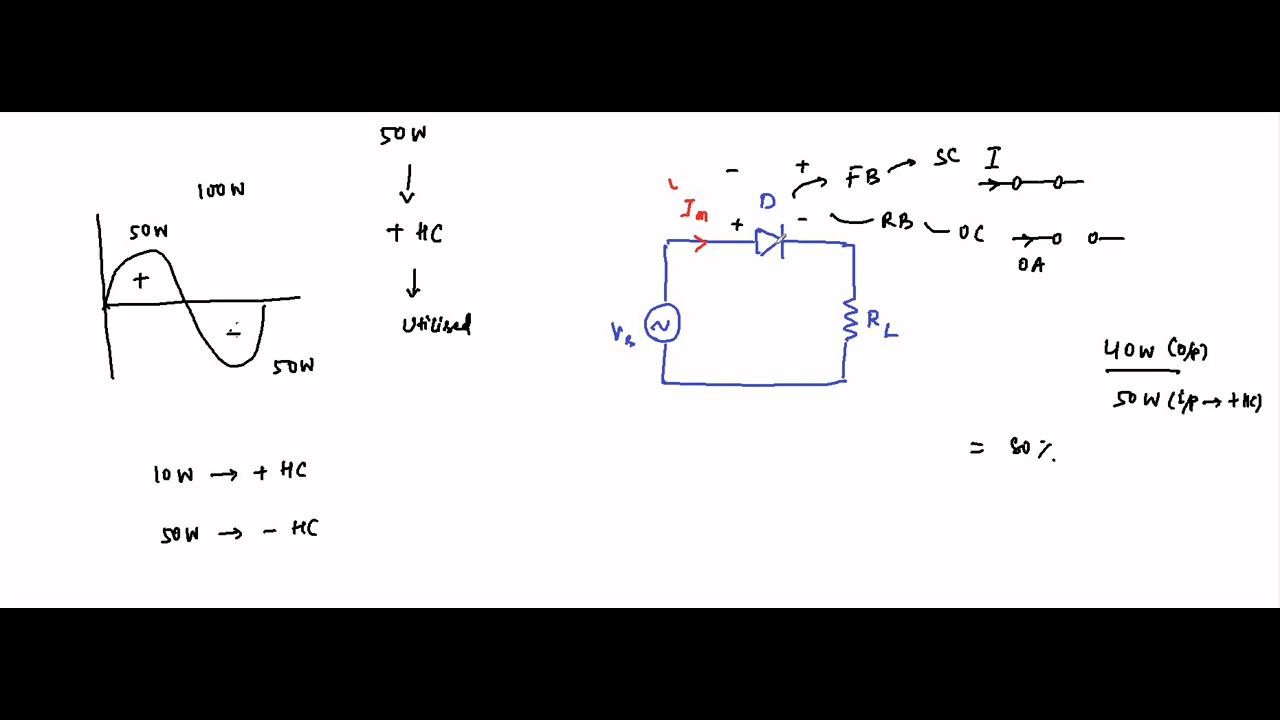 100W
50W
+
-
50W
10W → + HC
50W → - HC
50W
↓
+ HC
↓
Utilised
- +
FB → SC I
Im D
+ -
RB - OC
0A
Vs
RL
40W (o/p)
50W (i/p → +HC)
= 80%